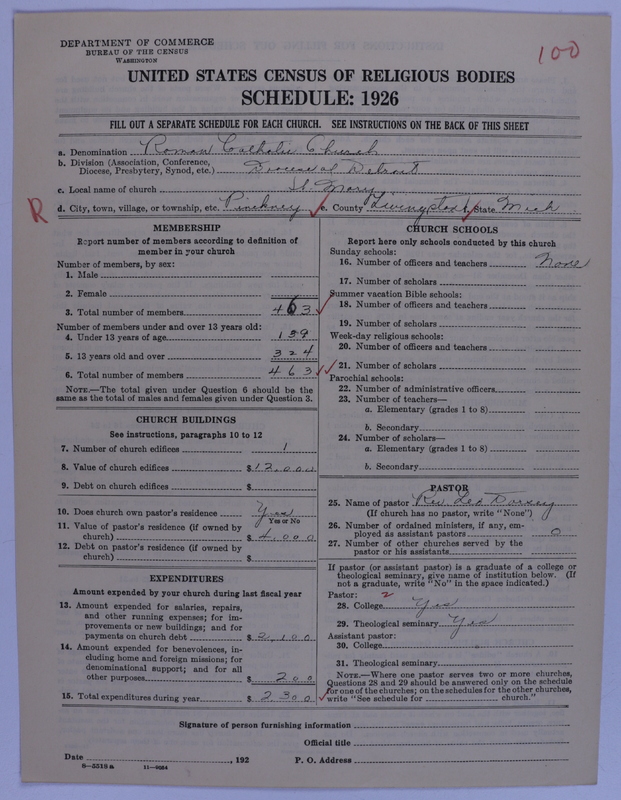 DEPARTMENT OF COMMERCE
BUREAU OF THE CENSUS
WASHINGTON
100
UNITED STATES CENSUS OF RELIGIOUS BODIES
SCHEDULE: 1926
FILL OUT A SEPARATE SCHEDULE FOR EACH CHURCH. SEE INSTRUCTIONS ON THE BACK OF THIS SHEET
a. Denomination Roman Catholic Church
b. Division (Association, Conference,
Diocese, Presbytery, Synod, etc.) Diocese of Detroit
c. Local name of church St. Mary
R d. City, town, village, or township, etc. Pinckney e. County Livingston State Mich
MEMBERSHIP
Report number of members according to definition of
member in your church
Number of members, by sex:
1. Male
2. Female
3. Total number of members 463
Number of members under and over 13 years old:
4. Under 13 years of age 139
5. 13 years old and over 324
6. Total number of members 463
NOTE.—The total given under Question 6 should be the
same as the total of males and females given under Question 3.
CHURCH BUILDINGS
See instructions, paragraphs 10 to 12
7. Number of church edifices 1
8. Value of church edifices $12,000
9. Debt on church edifices $
10. Does church own pastor's residence Yes
Yes or No
11. Value of pastor's residence (if owned by
church) $4,000
12. Debt on pastor's residence (if owned by
church) $
EXPENDITURES
Amount expended by your church during last fiscal year
13. Amount expended for salaries, repairs,
and other running expenses; for im-
provements or new buildings; and for
payments on church debt $2,100
14. Amount expended for benevolences, in-
cluding home and foreign missions; for
denominational support; and for all
other purposes $200
15. Total expenditures during year $2300
CHURCH SCHOOLS
Report here only schools conducted by this church
Sunday schools:
16. Number of officers and teachers None
17. Number of scholars
Summer vacation Bible schools:
18. Number of officers and teachers
19. Number of scholars
Week-day religious schools:
20. Number of officers and teachers
21. Number of scholars
Parochial schools:
22. Number of administrative officers
23. Number of teachers—
a. Elementary (grades 1 to 8)
b. Secondary
24. Number of scholars—
a. Elementary (grades 1 to 8)
b. Secondary
PASTOR
25. Name of pastor Rev. Leo Dorsey
(If church has no pastor, write "None")
26. Number of ordained ministers, if any, em-
ployed as assistant pastors 0
27. Number of other churches served by the
pastor or his assistants
If pastor (or assistant pastor) is a graduate of a college or
theological seminary, give name of institution below. (If
not a graduate, write "No" in the space indicated.)
Pastor: 2
28. College Yes
29. Theological seminary Yes
Assistant pastor:
30. College
31. Theological seminary
NOTE.—Where one pastor serves two or more churches,
Questions 28 and 29 should be answered only on the schedule
for one of the churches; on the schedules for the other churches,
write "See schedule for church."
Signature of person furnishing information
Official title
Date , 192 P. O. Address
8—5518a 11—9034